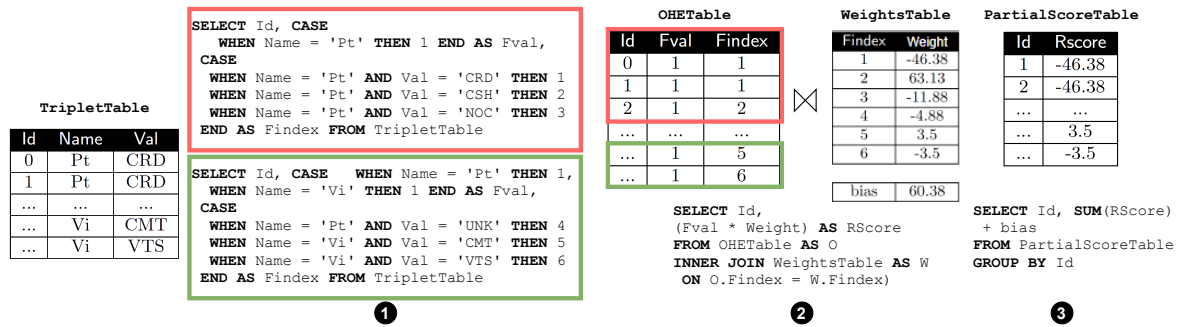 TripletTable
Id Name Val
0 Pt CRD
1 Pt CRD
... ... ...
... Vi CMT
... Vi VTS
SELECT Id, CASE
WHEN Name = 'Pt' THEN 1 END AS Fval,
CASE
WHEN Name = 'Pt' AND Val = 'CRD' THEN 1
WHEN Name = 'Pt' AND Val = 'CSH' THEN 2
WHEN Name = 'Pt' AND Val = 'NOC' THEN 3
END AS Findex FROM TripletTable
SELECT Id, CASE WHEN Name = 'Pt' THEN 1,
WHEN Name = 'Vi' THEN 1 END AS Fval,
CASE
WHEN Name = 'Pt' AND Val = 'UNK' THEN 4
WHEN Name = 'Vi' AND Val = 'CMT' THEN 5
WHEN Name = 'Vi' AND Val = 'VTS' THEN 6
END AS Findex FROM TripletTable
1
OHETable
Id Fval Findex
0 1 1
1 1 1
2 1 2
... ... ...
... 1 5
... 1 6
⋈
WeightsTable
Findex Weight
1 -46.38
2 63.13
3 -11.88
4 -4.88
5 3.5
6 -3.5
bias 60.38
SELECT Id,
(Fval * Weight) AS RScore
FROM OHETable AS O
INNER JOIN WeightsTable AS W
ON O.Findex = W.Findex)
2
PartialScoreTable
Id Rscore
1 -46.38
2 -46.38
... ...
... 3.5
... -3.5
SELECT Id, SUM(RScore)
+ bias
FROM PartialScoreTable
GROUP BY Id
3